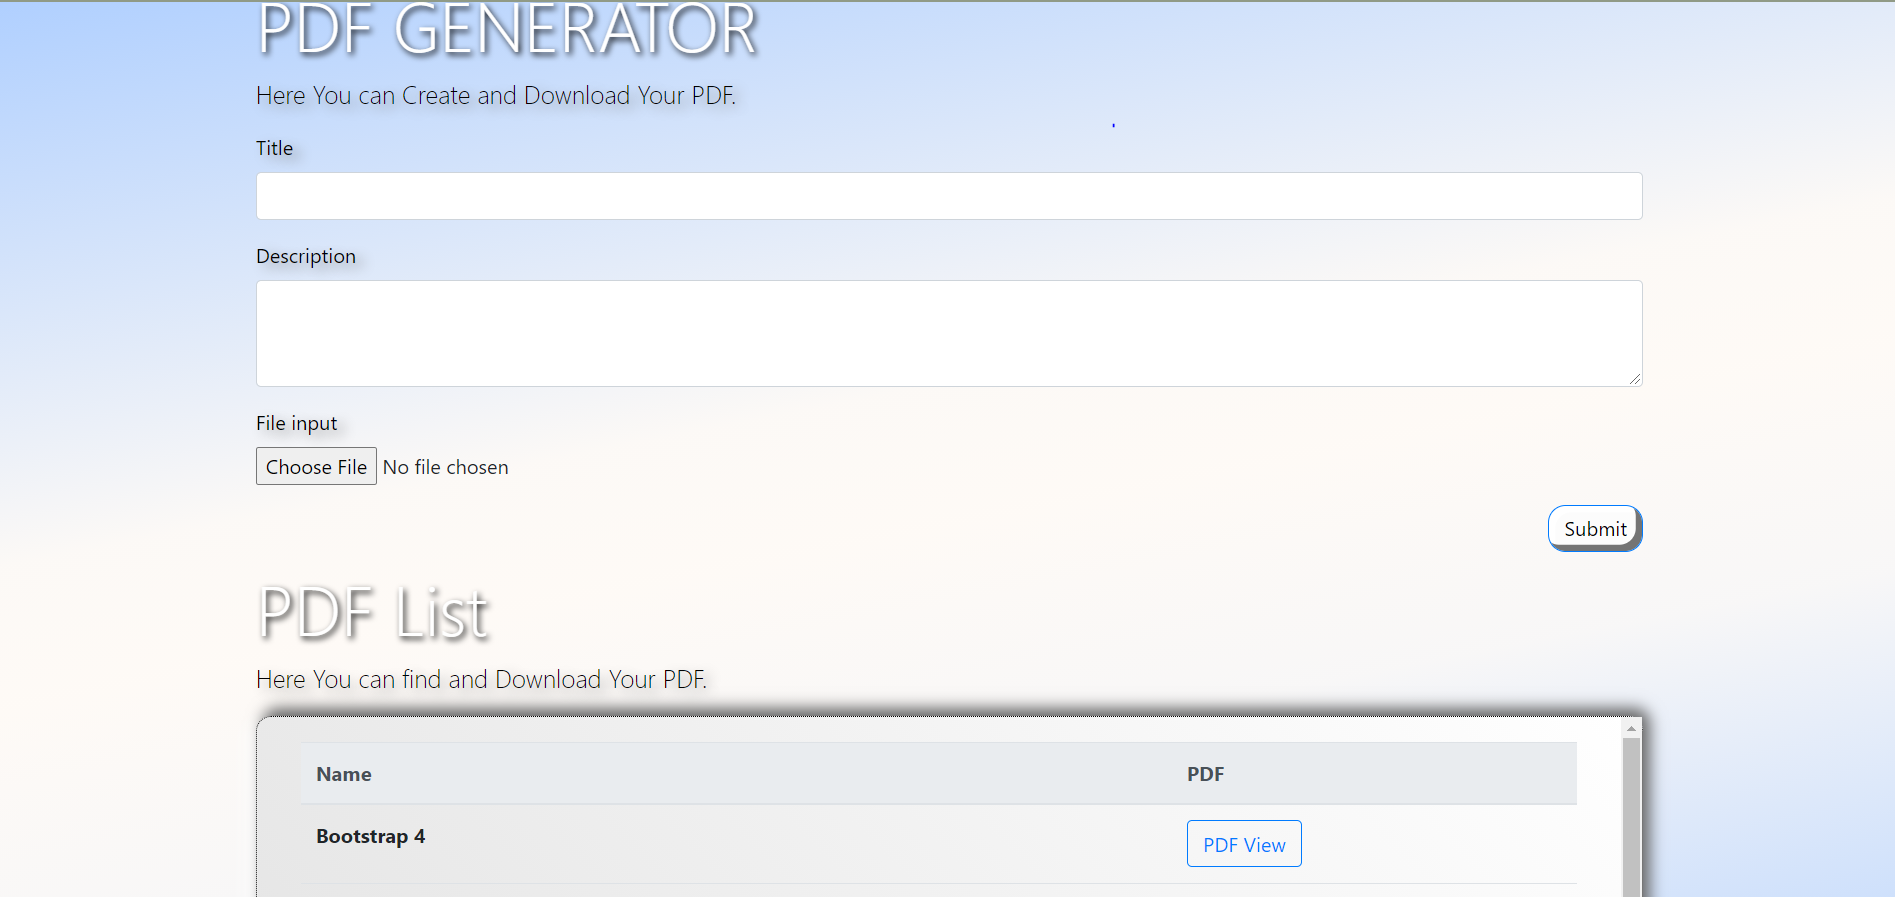 PDF GENERATOR
Here You can Create and Download Your PDF.
Title
Description
File input
Choose File No file chosen
Submit
PDF List
Here You can find and Download Your PDF.
Name PDF
Bootstrap 4 PDF View